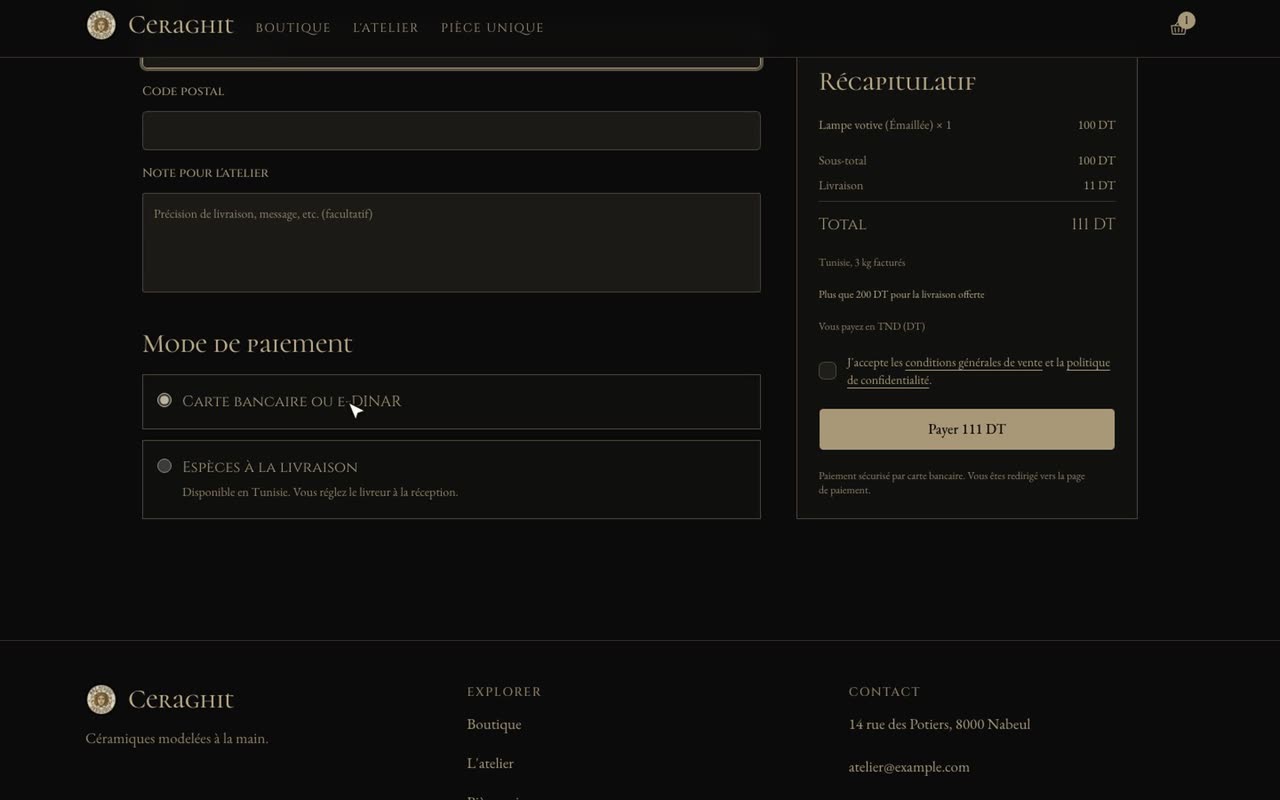 Ceraghit
BOUTIQUE
L'ATELIER
PIÈCE UNIQUE
1
Code postal
Note pour l'atelier
Précision de livraison, message, etc. (facultatif)
Mode de paiement
Carte bancaire ou e-DINAR
Espèces à la livraison
Disponible en Tunisie. Vous réglez le livreur à la réception.
Récapitulatif
Lampe votive (Émaillée) × 1 100 DT
Sous-total 100 DT
Livraison 11 DT
Total 111 DT
Tunisie, 3 kg facturés
Plus que 200 DT pour la livraison offerte
Vous payez en TND (DT)
J'accepte les conditions générales de vente et la politique
de confidentialité.
Payer 111 DT
Paiement sécurisé par carte bancaire. Vous êtes redirigé vers la page
de paiement.
Ceraghit
Céramiques modelées à la main.
EXPLORER
Boutique
L'atelier
CONTACT
14 rue des Potiers, 8000 Nabeul
atelier@example.com